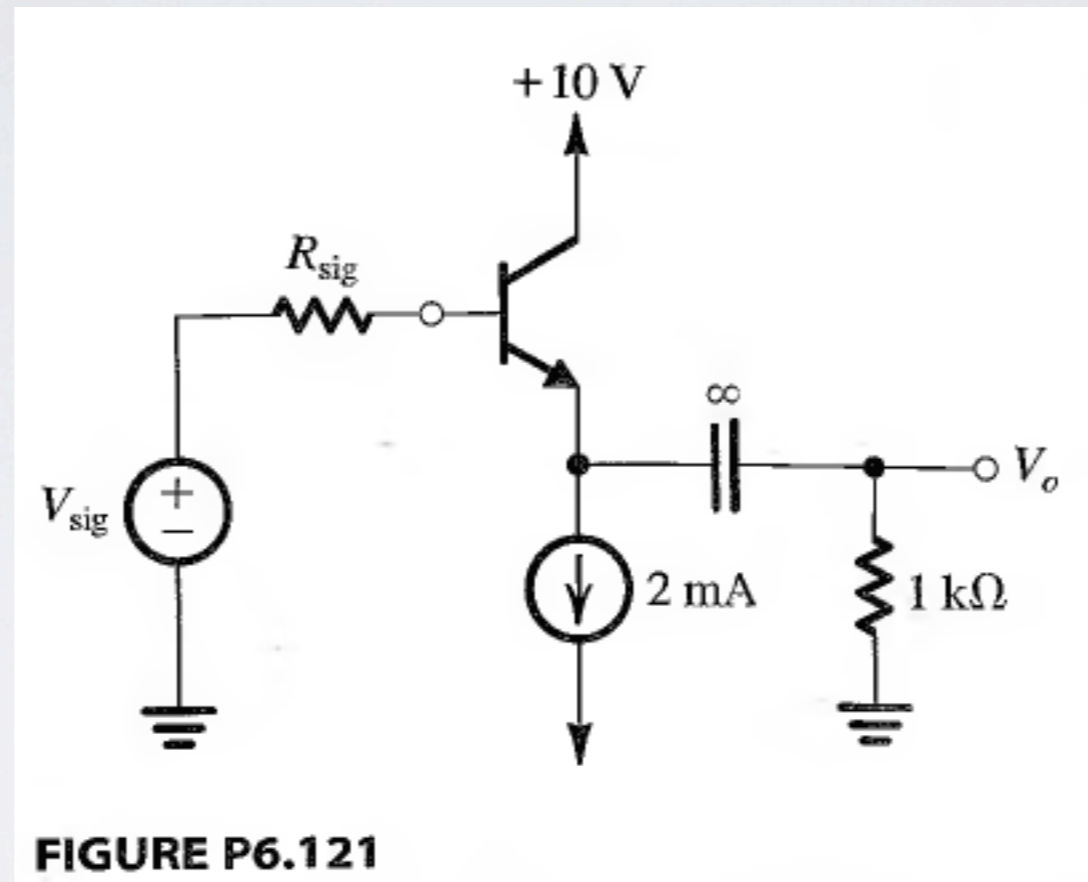 +10 V
R_sig
∞
V_sig
+
−
V_o
2 mA
1 kΩ
FIGURE P6.121